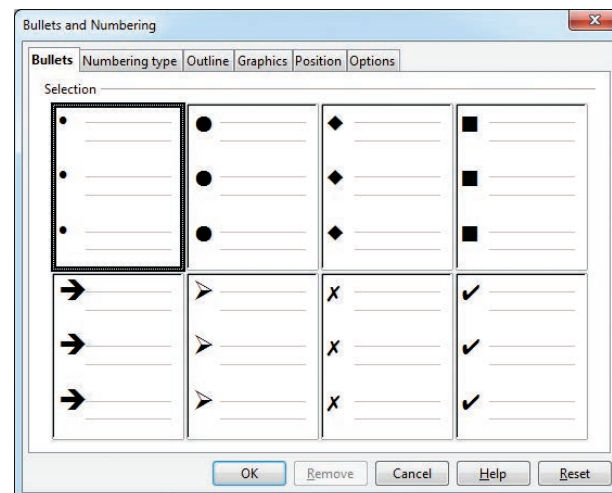 Bullets and Numbering
Bullets Numbering type Outline Graphics Position Options
Selection
OK Remove Cancel Help Reset